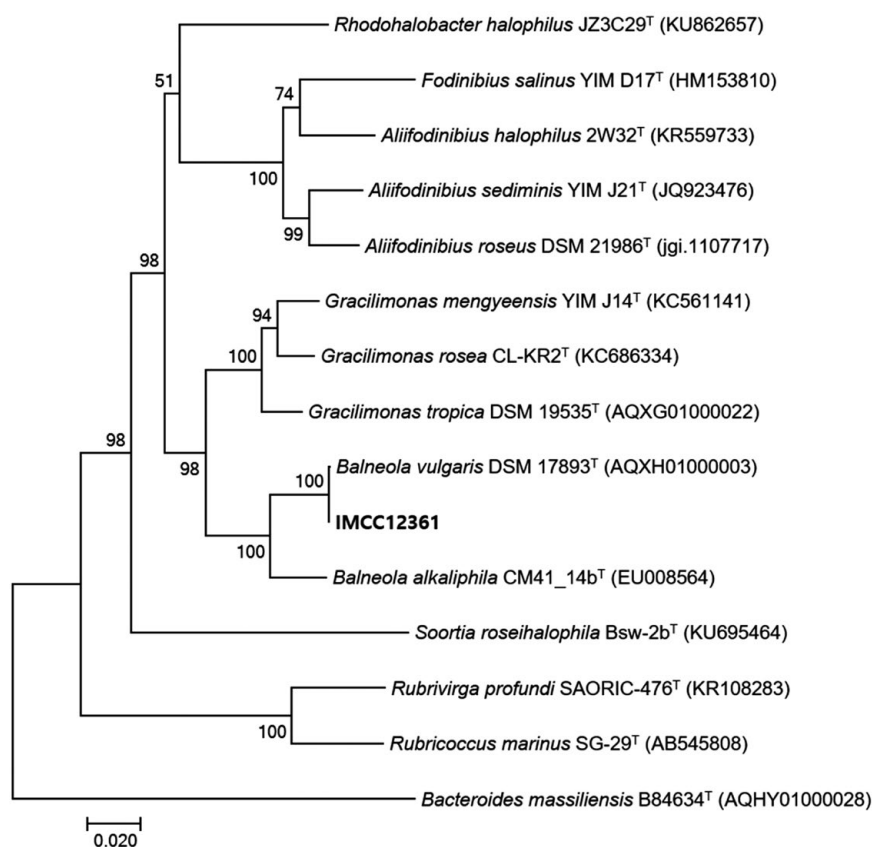 Rhodohalobacter halophilus JZ3C29ᵀ (KU862657)
51
74
Fodinibius salinus YIM D17ᵀ (HM153810)
Aliifodinibius halophilus 2W32ᵀ (KR559733)
100
Aliifodinibius sediminis YIM J21ᵀ (JQ923476)
99
Aliifodinibius roseus DSM 21986ᵀ (jgi.1107717)
98
Gracilimonas mengyeensis YIM J14ᵀ (KC561141)
94
100
Gracilimonas rosea CL-KR2ᵀ (KC686334)
Gracilimonas tropica DSM 19535ᵀ (AQXG01000022)
98
98
Balneola vulgaris DSM 17893ᵀ (AQXH01000003)
100
IMCC12361
100
Balneola alkaliphila CM41_14bᵀ (EU008564)
Soortia roseihalophila Bsw-2bᵀ (KU695464)
Rubrivirga profundi SAORIC-476ᵀ (KR108283)
100
Rubricoccus marinus SG-29ᵀ (AB545808)
Bacteroides massiliensis B84634ᵀ (AQHY01000028)
0.020